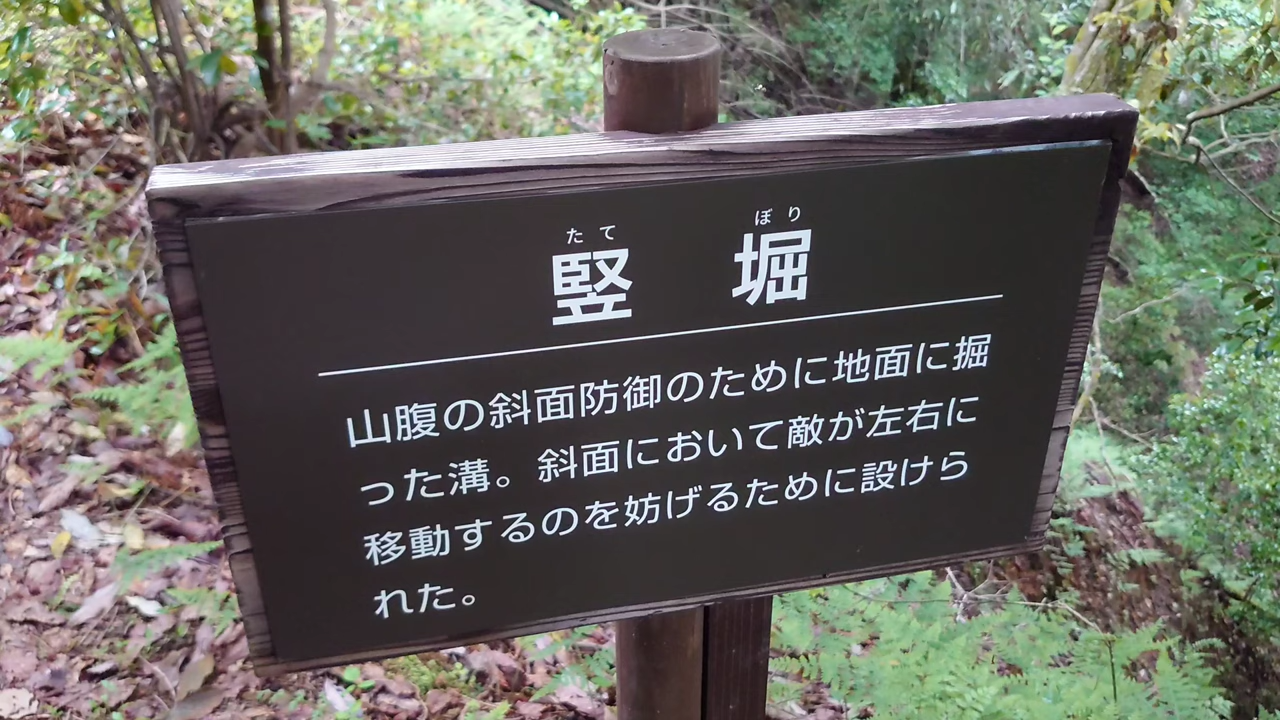 たて ぼり
竪 堀
山腹の斜面防御のために地面に掘
った溝。斜面において敵が左右に
移動するのを妨げるために設けら
れた。